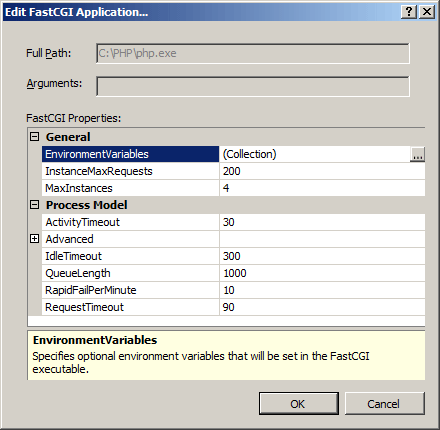 Edit FastCGI Application...
Full Path: C:\PHP\php.exe
Arguments:
FastCGI Properties:
General
EnvironmentVariables (Collection) ...
InstanceMaxRequests 200
MaxInstances 4
Process Model
ActivityTimeout 30
Advanced
IdleTimeout 300
QueueLength 1000
RapidFailPerMinute 10
RequestTimeout 90
EnvironmentVariables
Specifies optional environment variables that will be set in the FastCGI
executable.
OK Cancel